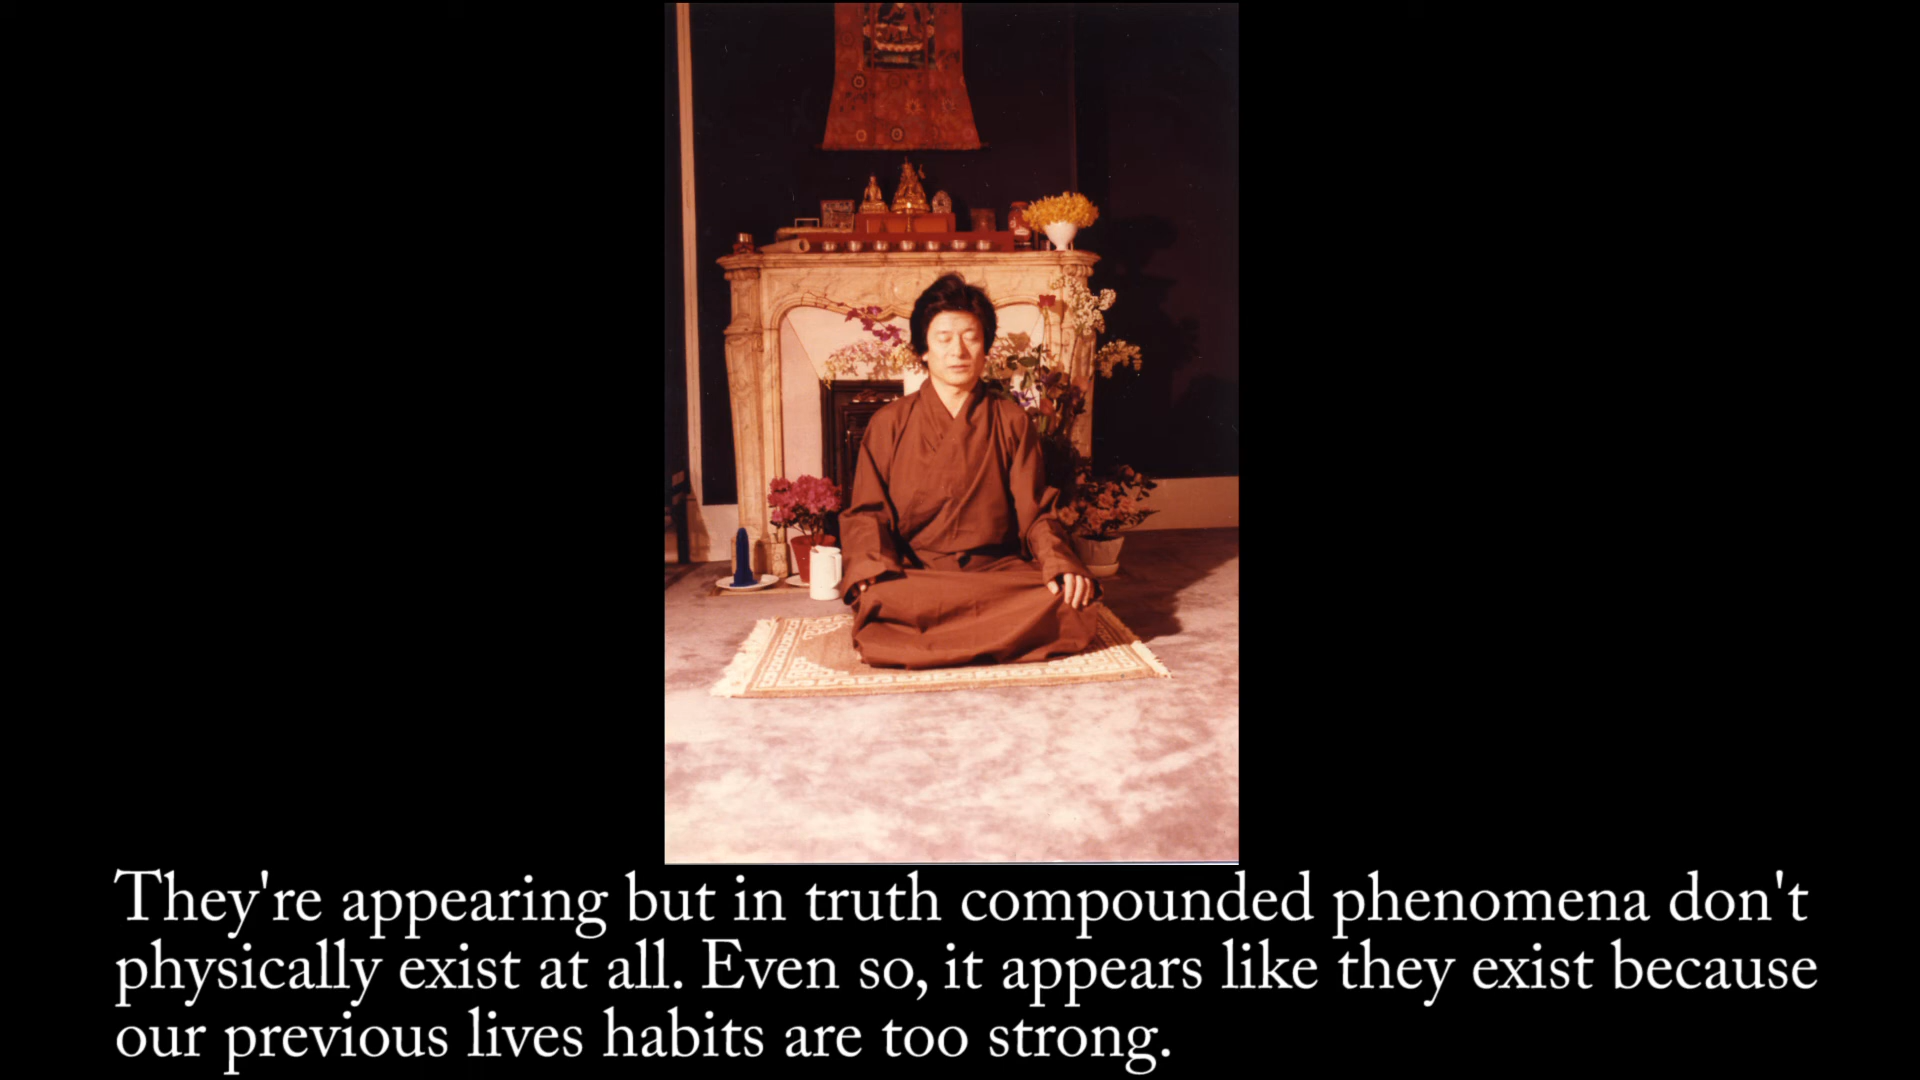 They're appearing but in truth compounded phenomena don't
physically exist at all. Even so, it appears like they exist because
our previous lives habits are too strong.